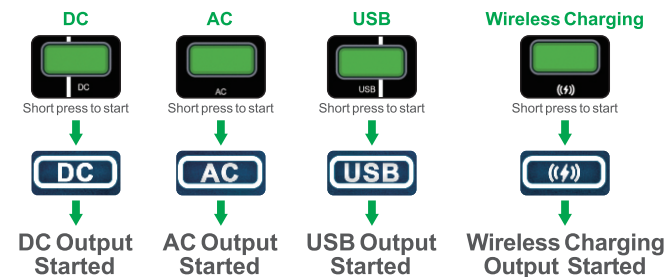 DC
AC
USB
Wireless Charging
DC
AC
USB
Short press to start
Short press to start
Short press to start
Short press to start
DC
AC
USB
DC Output
Started
AC Output
Started
USB Output
Started
Wireless Charging
Output Started